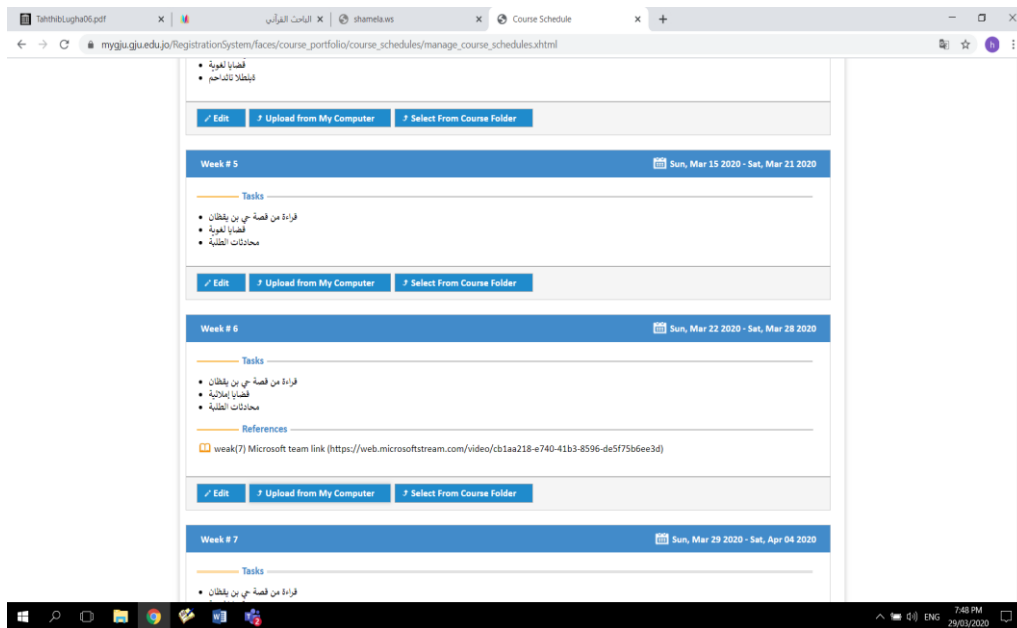 TahthibLugha06.pdf
الباحث القرآني
shamela.ws
Course Schedule
mygju.gju.edu.jo/RegistrationSystem/faces/course_portfolio/course_schedules/manage_course_schedules.xhtml
h
قضايا لغوية
ةبلطلا تاثداحم
Edit
Upload from My Computer
Select From Course Folder
Week # 5
Sun, Mar 15 2020 - Sat, Mar 21 2020
Tasks
قراءة من قصة حي بن يقظان
قضايا لغوية
محادثات الطلبة
Edit
Upload from My Computer
Select From Course Folder
Week # 6
Sun, Mar 22 2020 - Sat, Mar 28 2020
Tasks
قراءة من قصة حي بن يقظان
قضايا إملائية
محادثات الطلبة
References
weak(7) Microsoft team link (https://web.microsoftstream.com/video/cb1aa218-e740-41b3-8596-de5f75b6ee3d)
Edit
Upload from My Computer
Select From Course Folder
Week # 7
Sun, Mar 29 2020 - Sat, Apr 04 2020
Tasks
قراءة من قصة حي بن يقظان
ENG
7:48 PM
29/03/2020